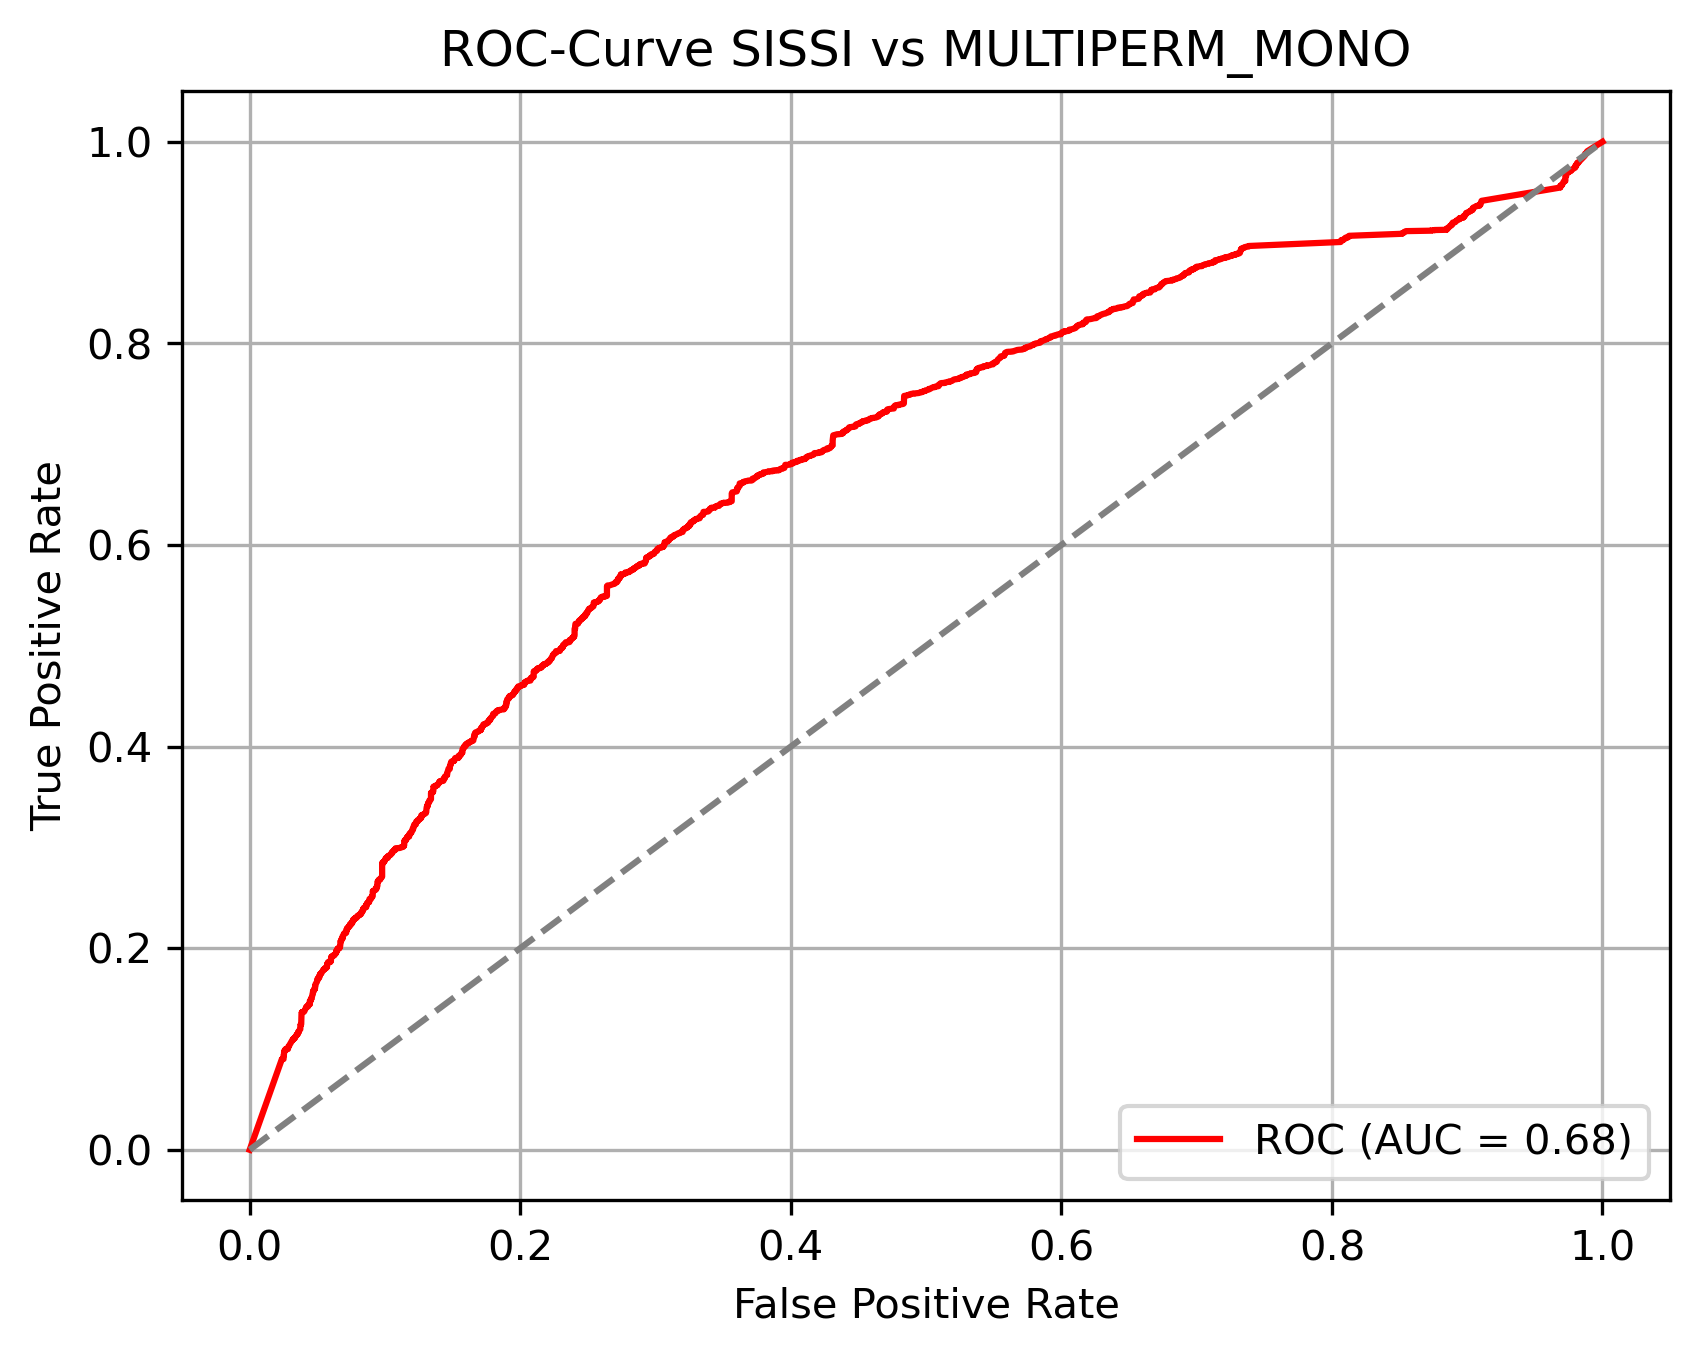 ROC-Curve SISSI vs MULTIPERM_MONO
True Positive Rate
1.0
0.8
0.6
0.4
0.2
0.0
ROC (AUC = 0.68)
0.0 0.2 0.4 0.6 0.8 1.0
False Positive Rate